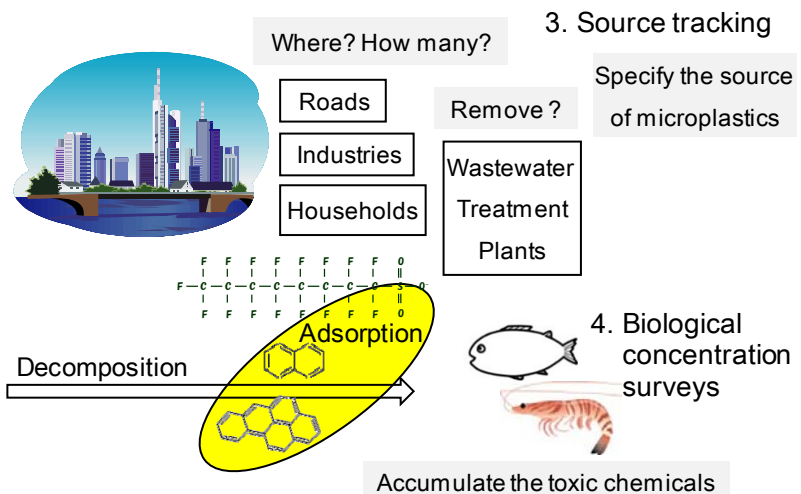 3. Source tracking
Where? How many?
Specify the source
of microplastics
Roads
Remove ?
Industries
Wastewater
Treatment
Plants
Households
F F F F F F F F O
F C C C C C C C C S O-
F F F F F F F F O
Adsorption
4. Biological
concentration
surveys
Decomposition
Accumulate the toxic chemicals